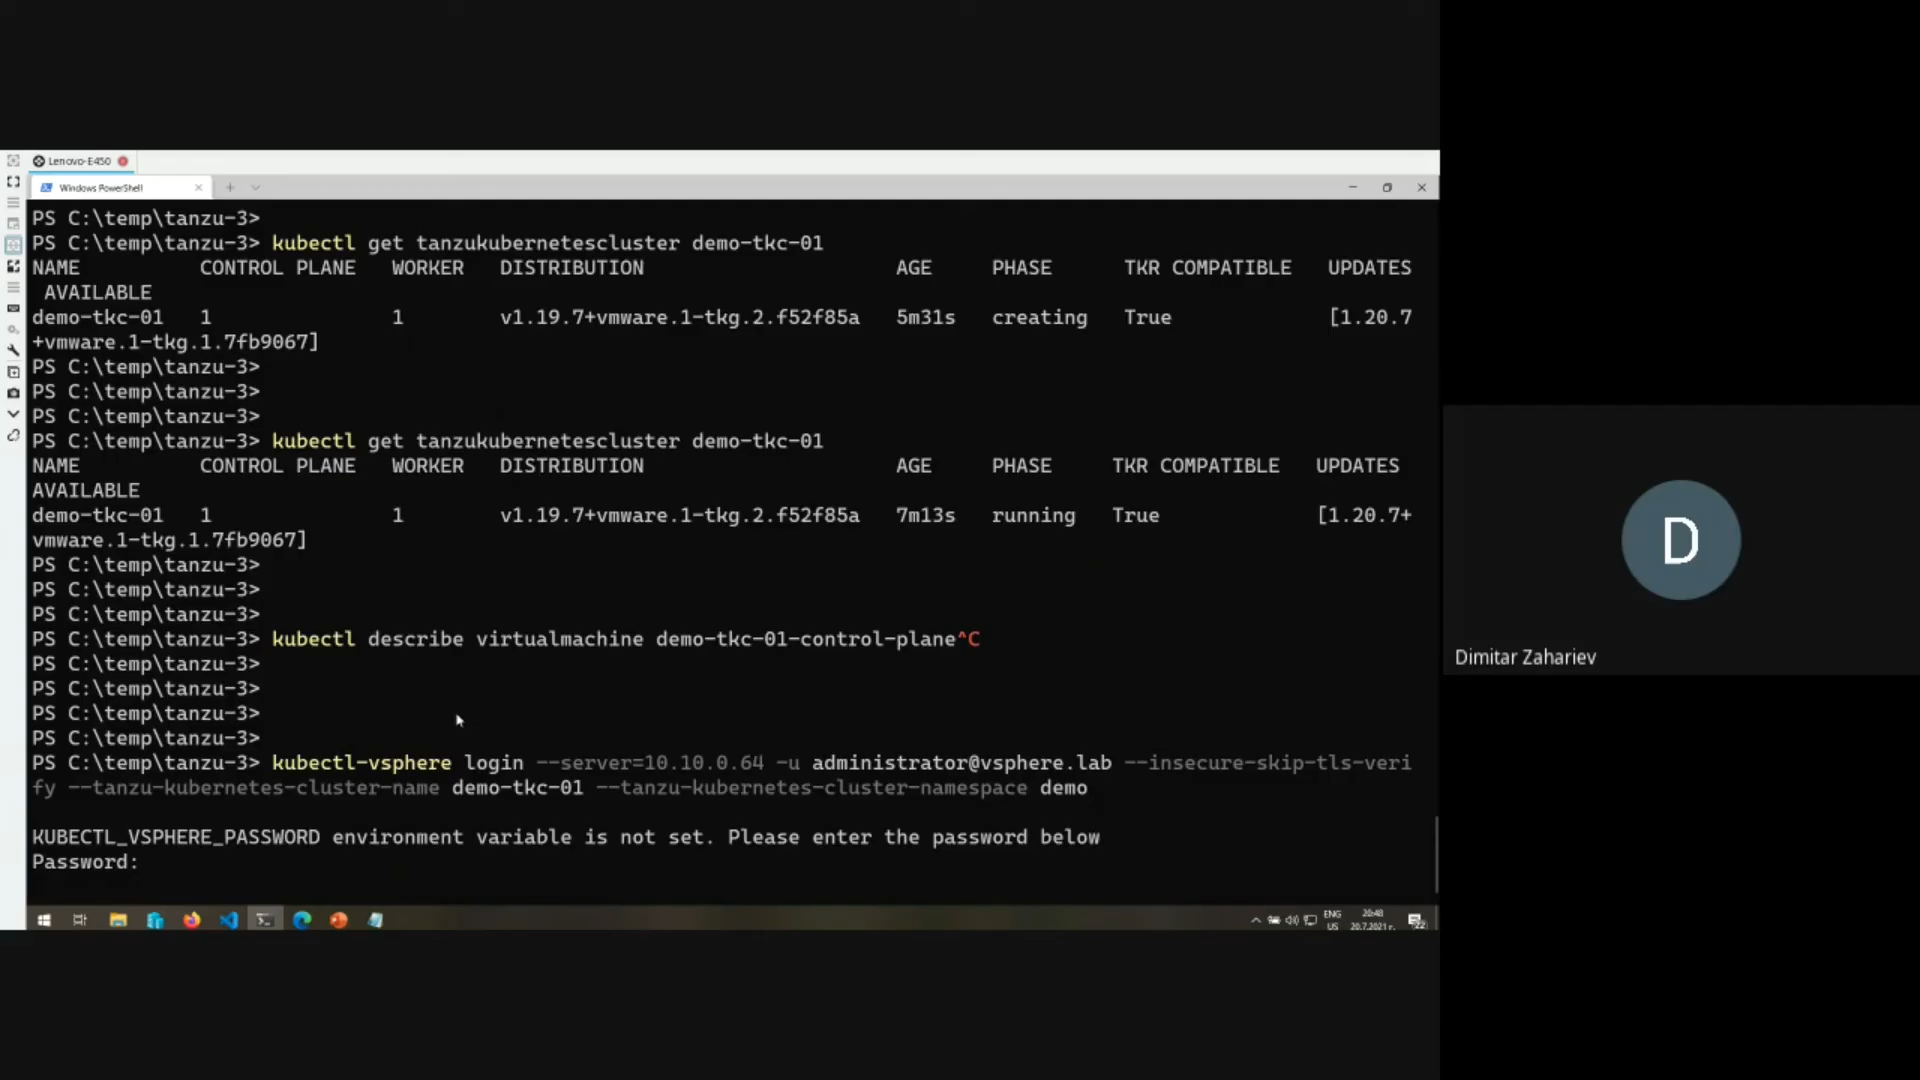 Lenovo-E450
Windows PowerShell
PS C:\temp\tanzu-3>
PS C:\temp\tanzu-3> kubectl get tanzukubernetescluster demo-tkc-01
NAME CONTROL PLANE WORKER DISTRIBUTION AGE PHASE TKR COMPATIBLE UPDATES
AVAILABLE
demo-tkc-01 1 1 v1.19.7+vmware.1-tkg.2.f52f85a 5m31s creating True [1.20.7
+vmware.1-tkg.1.7fb9067]
PS C:\temp\tanzu-3>
PS C:\temp\tanzu-3>
PS C:\temp\tanzu-3>
PS C:\temp\tanzu-3> kubectl get tanzukubernetescluster demo-tkc-01
NAME CONTROL PLANE WORKER DISTRIBUTION AGE PHASE TKR COMPATIBLE UPDATES
AVAILABLE
demo-tkc-01 1 1 v1.19.7+vmware.1-tkg.2.f52f85a 7m13s running True [1.20.7+
vmware.1-tkg.1.7fb9067]
PS C:\temp\tanzu-3>
PS C:\temp\tanzu-3>
PS C:\temp\tanzu-3>
PS C:\temp\tanzu-3> kubectl describe virtualmachine demo-tkc-01-control-plane^C
PS C:\temp\tanzu-3>
PS C:\temp\tanzu-3>
PS C:\temp\tanzu-3>
PS C:\temp\tanzu-3>
PS C:\temp\tanzu-3> kubectl-vsphere login --server=10.10.0.64 -u administrator@vsphere.lab --insecure-skip-tls-veri
fy --tanzu-kubernetes-cluster-name demo-tkc-01 --tanzu-kubernetes-cluster-namespace demo
KUBECTL_VSPHERE_PASSWORD environment variable is not set. Please enter the password below
Password:
ENG 20:48
US 20.7.2021 г.
22
D
Dimitar Zahariev